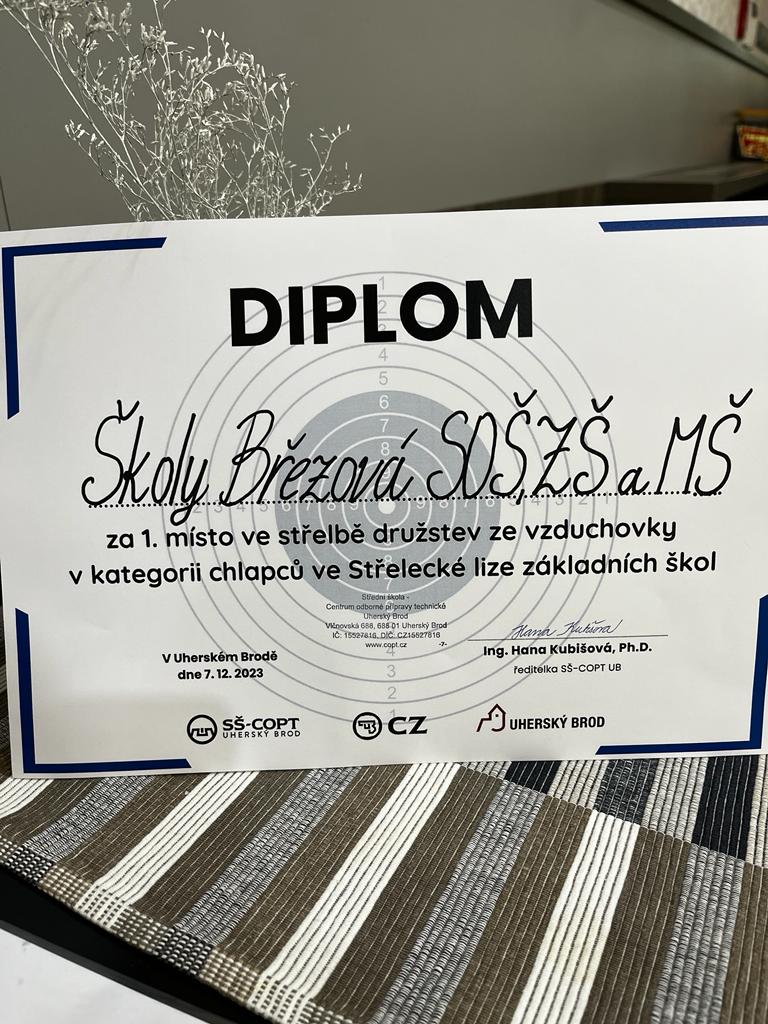 DIPLOM
Školy Březová SOŠ, ZŠ a MŠ
za 1. místo ve střelbě družstev ze vzduchovky
v kategorii chlapců ve Střelecké lize základních škol
Střední škola -
Centrum odborné přípravy technické
Uherský Brod
Vlčnovská 688, 688 01 Uherský Brod
IČ: 15527816, DIČ: CZ15527816
www.copt.cz -7-
Hana Kubišová
Ing. Hana Kubišová, Ph.D.
ředitelka SŠ-COPT UB
V Uherském Brodě
dne 7. 12. 2023
SŠ-COPT
UHERSKÝ BROD
CZ
UHERSKÝ BROD